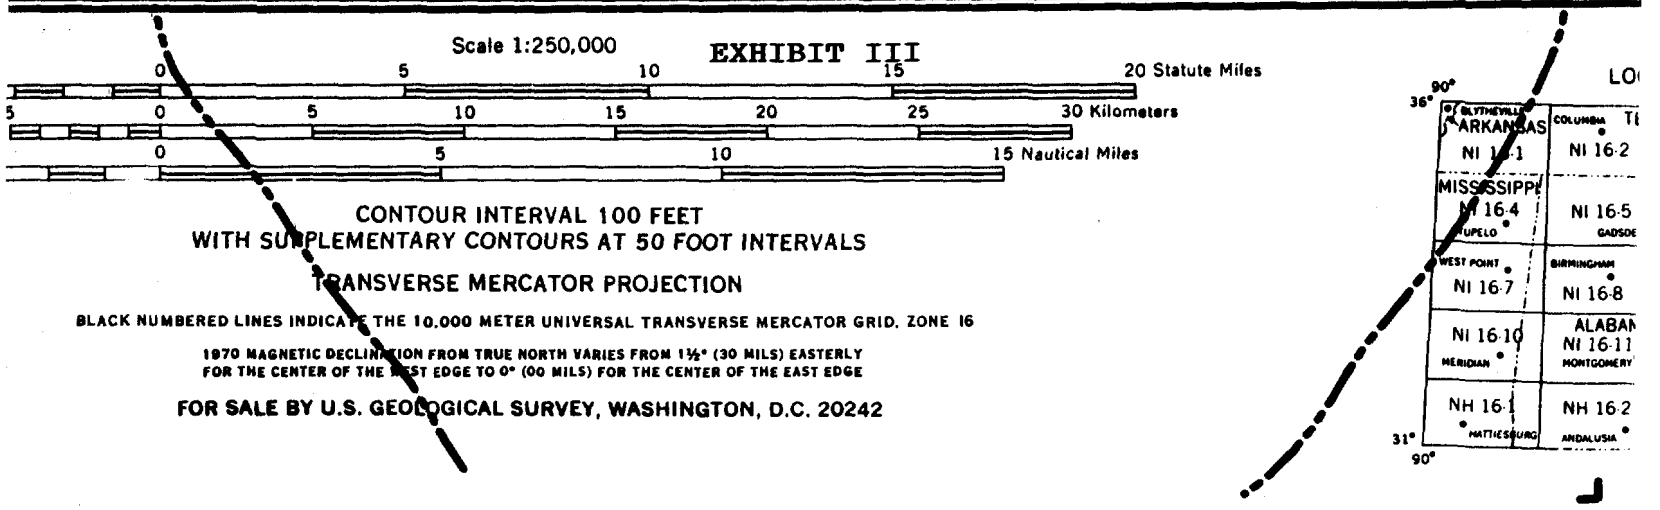 Scale 1:250,000
EXHIBIT III
0 5 10 15 20 Statute Miles
5 0 5 10 15 20 25 30 Kilometers
0 5 10 15 Nautical Miles
CONTOUR INTERVAL 100 FEET
WITH SUPPLEMENTARY CONTOURS AT 50 FOOT INTERVALS
TRANSVERSE MERCATOR PROJECTION
BLACK NUMBERED LINES INDICATE THE 10,000 METER UNIVERSAL TRANSVERSE MERCATOR GRID, ZONE 16
1970 MAGNETIC DECLINATION FROM TRUE NORTH VARIES FROM 1½° (30 MILS) EASTERLY
FOR THE CENTER OF THE WEST EDGE TO 0° (00 MILS) FOR THE CENTER OF THE EAST EDGE
FOR SALE BY U.S. GEOLOGICAL SURVEY, WASHINGTON, D.C. 20242
LO
90°
36°
BLYTHEVILLE
ARKANSAS
NI 16-1
COLUMBIA TE
NI 16-2
MISSISSIPPI
NI 16-4
TUPELO
NI 16-5
GADSDE
WEST POINT
NI 16-7
BIRMINGHAM
NI 16-8
NI 16-10
MERIDIAN
ALABAM
NI 16-11
MONTGOMERY
NH 16-1
HATTIESBURG
NH 16-2
ANDALUSIA
31°
90°